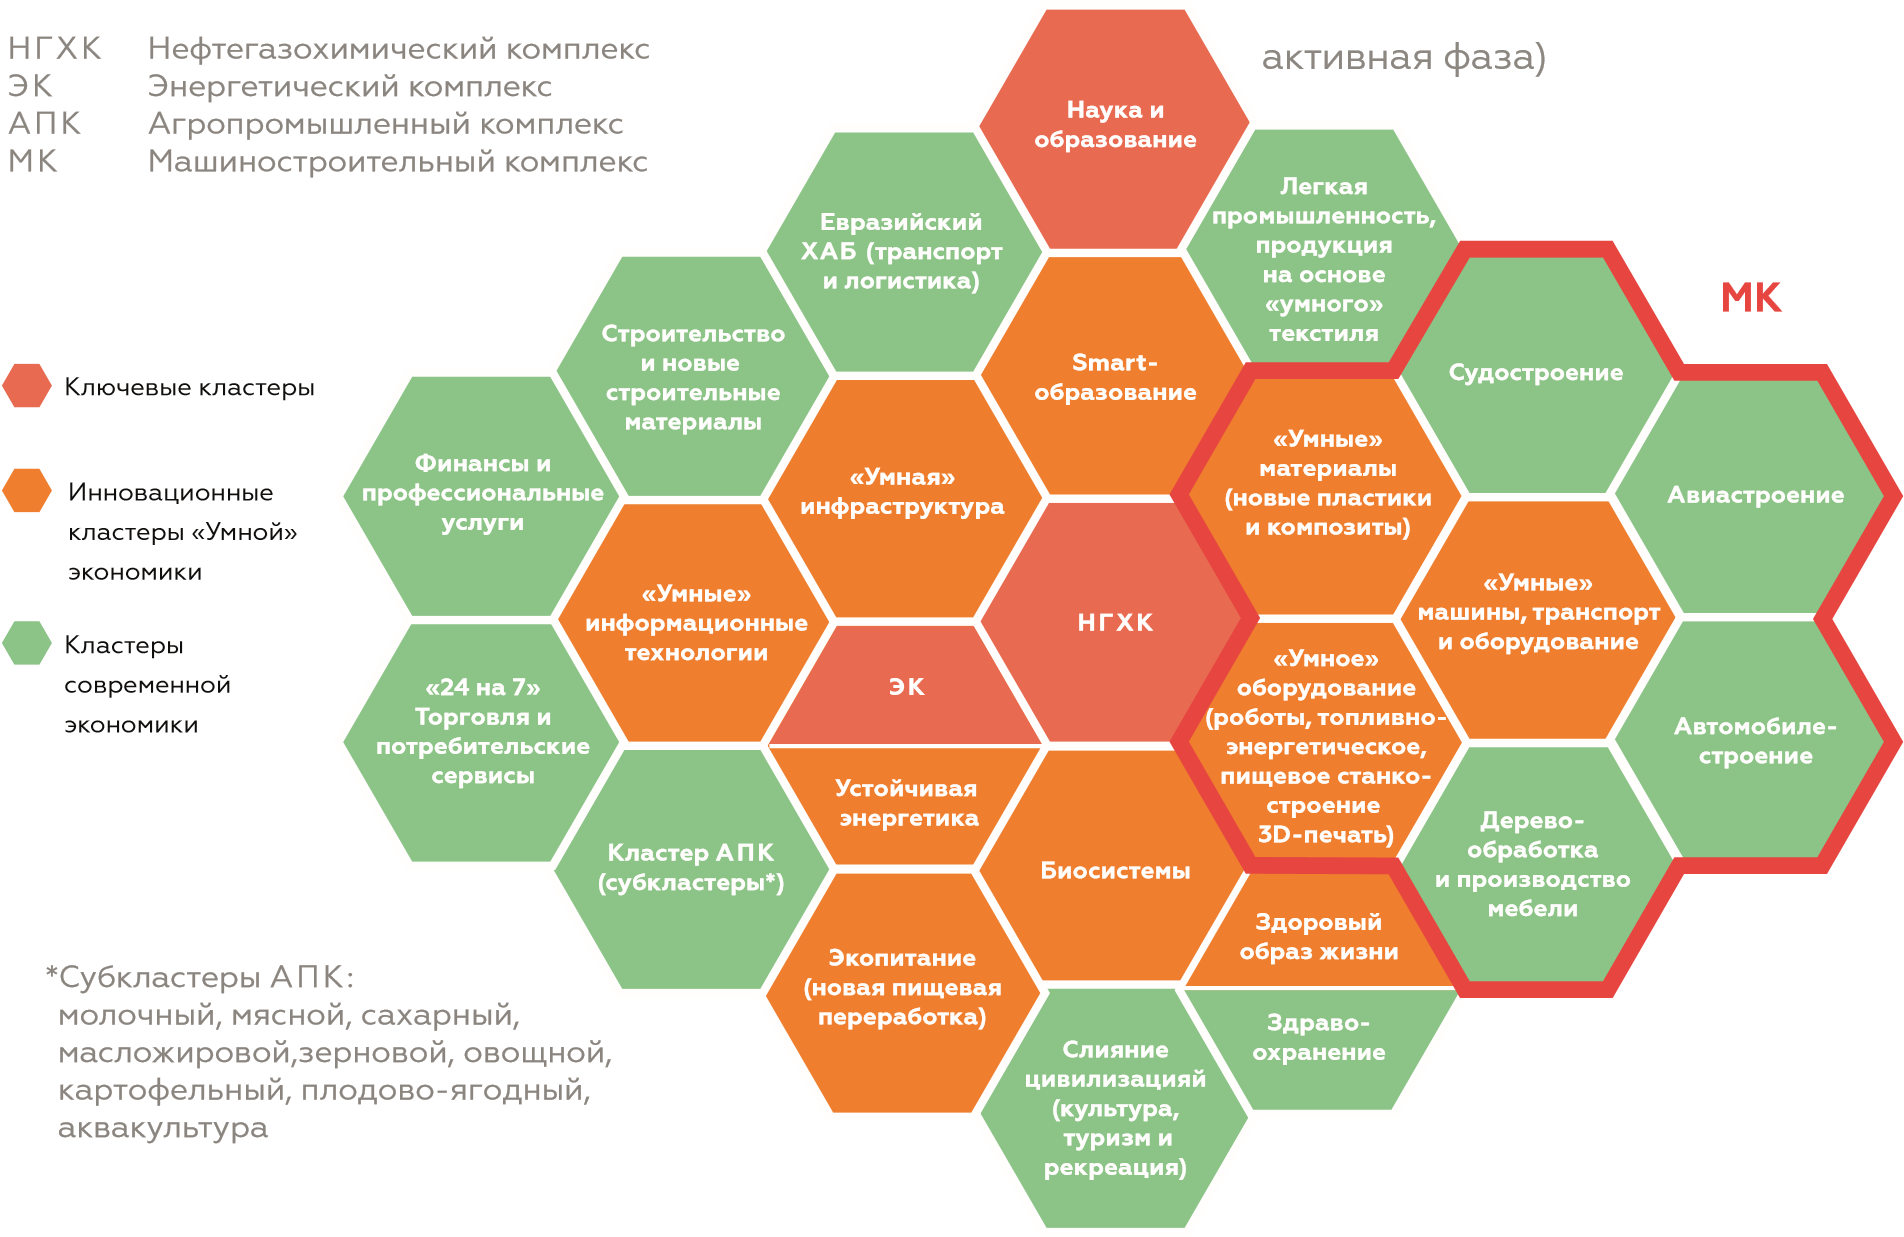 НГХК Нефтегазохимический комплекс
ЭК Энергетический комплекс
АПК Агропромышленный комплекс
МК Машиностроительный комплекс
активная фаза)
Наука и
образование
Легкая
промышленность,
продукция
на основе
«умного»
текстиля
Евразийский
ХАБ (транспорт
и логистика)
МК
Строительство
и новые
строительные
материалы
Smart-
образование
Судостроение
Ключевые кластеры
Финансы и
профессиональные
услуги
«Умная»
инфраструктура
«Умные»
материалы
(новые пластики
и композиты)
Авиастроение
Инновационные
кластеры «Умной»
экономики
«Умные»
информационные
технологии
НГХК
«Умные»
машины, транспорт
и оборудование
Кластеры
современной
экономики
«24 на 7»
Торговля и
потребительские
сервисы
ЭК
«Умное»
оборудование
(роботы, топливно-
энергетическое,
пищевое станко-
строение
3D-печать)
Автомобиле-
строение
Устойчивая
энергетика
Кластер АПК
(субкластеры*)
Биосистемы
Дерево-
обработка
и производство
мебели
Здоровый
образ жизни
Экопитание
(новая пищевая
переработка)
Здраво-
охранение
Слияние
цивилизацияй
(культура,
туризм и
рекреация)
*Субкластеры АПК:
молочный, мясной, сахарный,
масложировой,зерновой, овощной,
картофельный, плодово-ягодный,
аквакультура